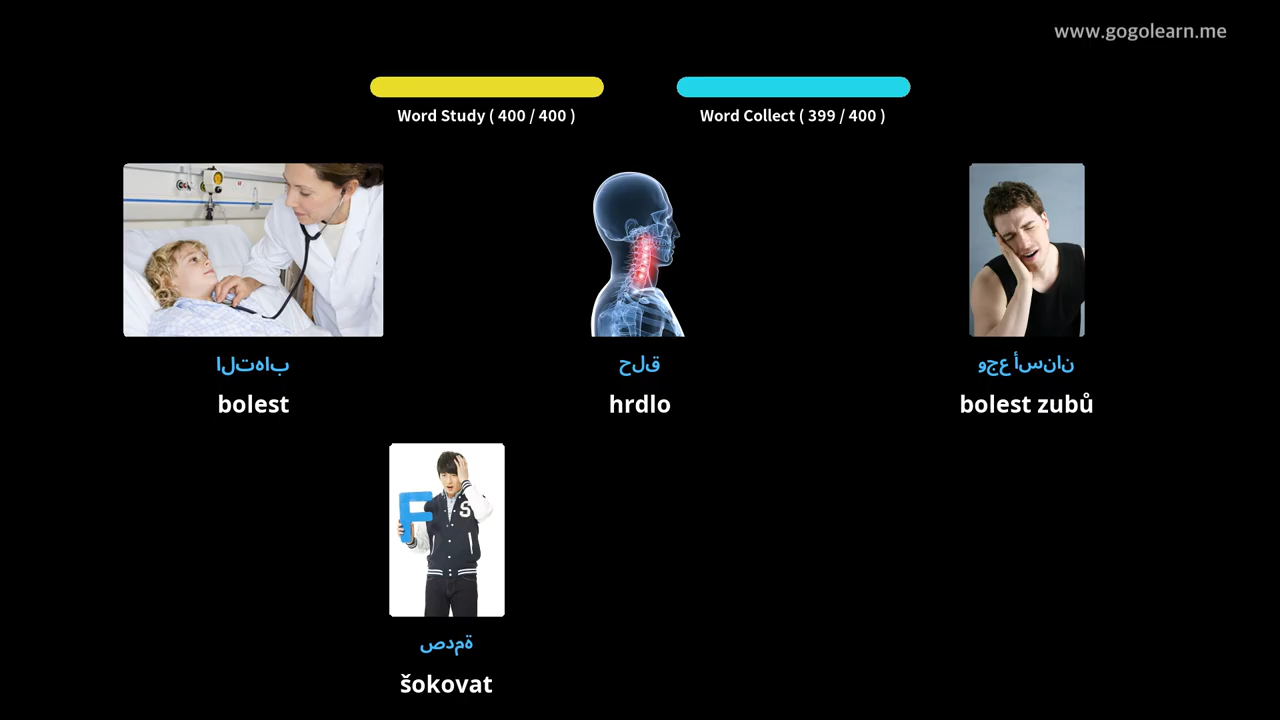 www.gogolearn.me
Word Study ( 400 / 400 )
Word Collect ( 399 / 400 )
التهاب
bolest
حلق
hrdlo
وجع أسنان
bolest zubů
صدمة
šokovat